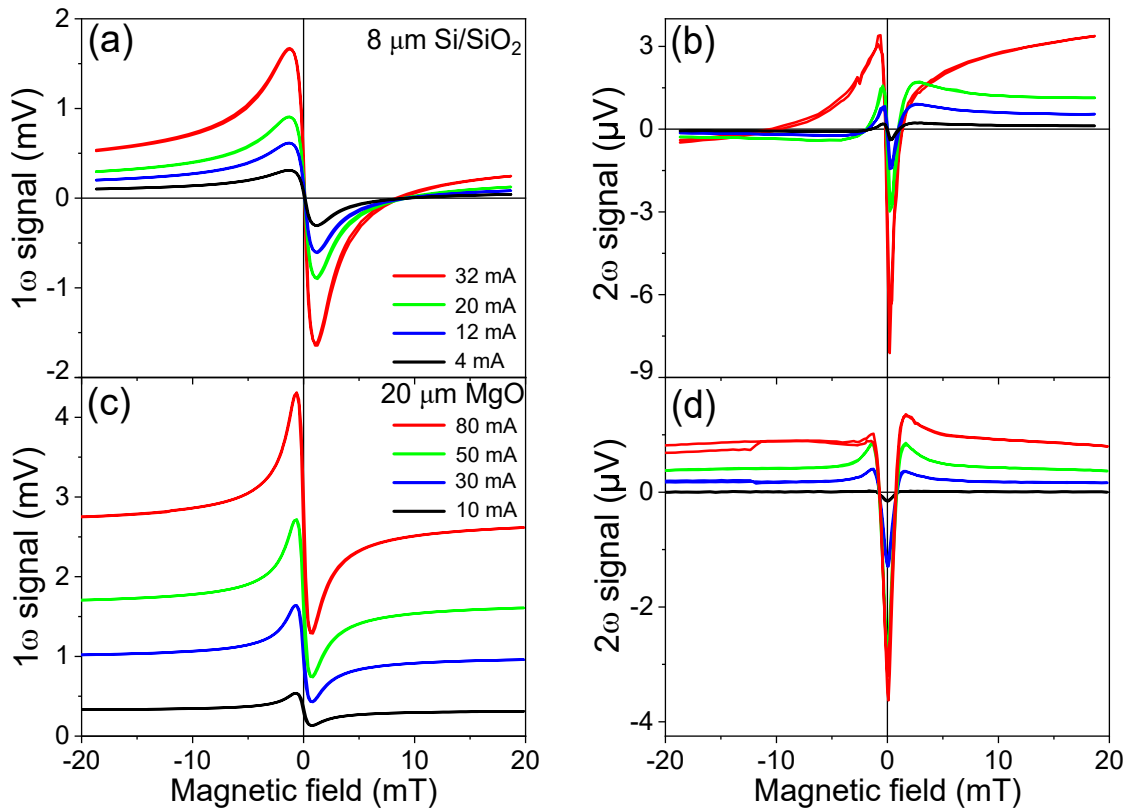 (a)
8 μm Si/SiO₂
2
1
0
-1
-2
1ω signal (mV)
32 mA
20 mA
12 mA
4 mA
(b)
3
0
-3
-6
-9
2ω signal (μV)
(c)
20 μm MgO
4
3
2
1
0
1ω signal (mV)
80 mA
50 mA
30 mA
10 mA
-20 -10 0 10 20
Magnetic field (mT)
(d)
0
-2
-4
2ω signal (μV)
-20 -10 0 10 20
Magnetic field (mT)